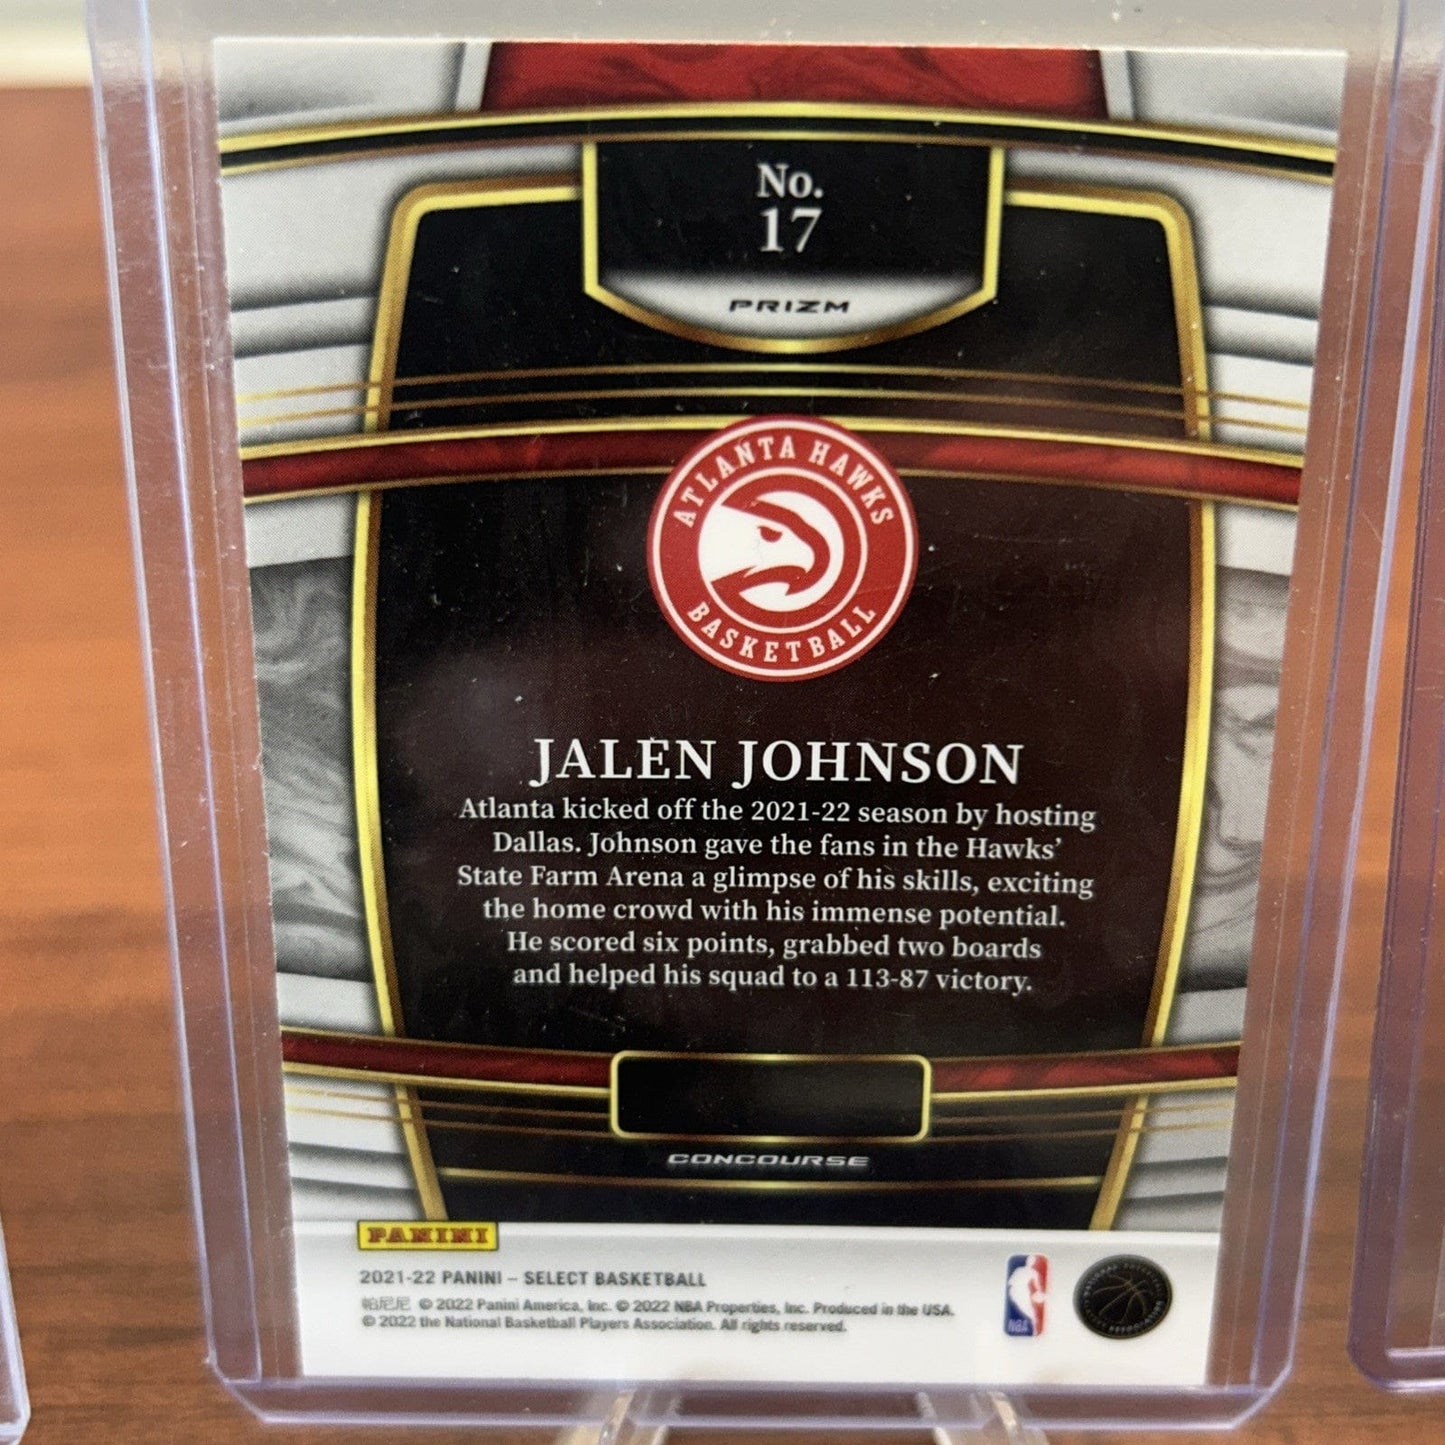 No.
17
PRIZM
ATLANTA HAWKS
BASKETBALL
JALEN JOHNSON
Atlanta kicked off the 2021-22 season by hosting
Dallas. Johnson gave the fans in the Hawks’
State Farm Arena a glimpse of his skills, exciting
the home crowd with his immense potential.
He scored six points, grabbed two boards
and helped his squad to a 113-87 victory.
CONCOURSE
PANINI
2021-22 PANINI – SELECT BASKETBALL
帕尼尼 © 2022 Panini America, Inc. © 2022 NBA Properties, Inc. Produced in the USA.
© 2022 the National Basketball Players Association. All rights reserved.
NBA